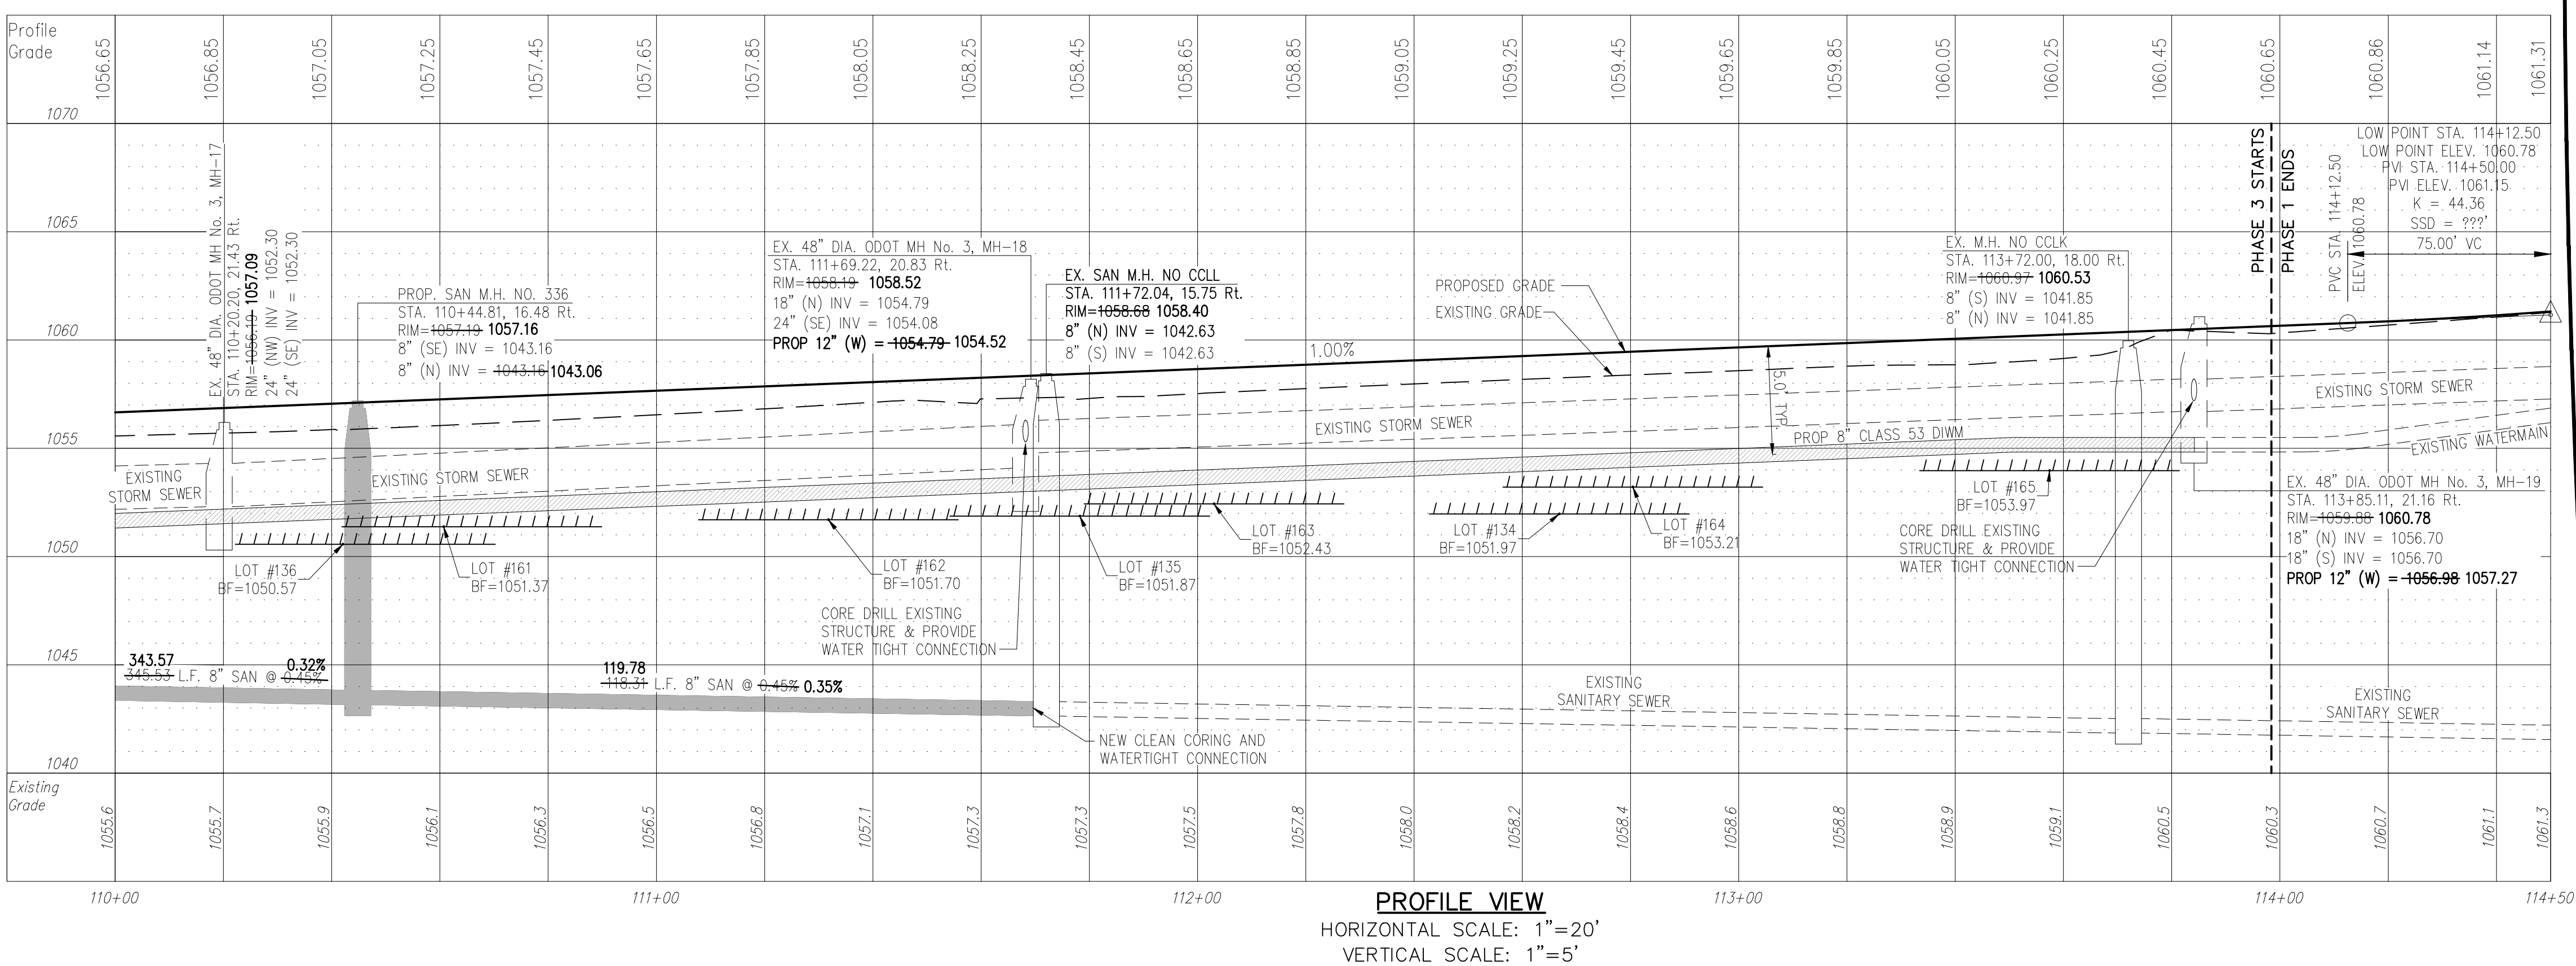 Profile
Grade
1056.65 1056.85 1057.05 1057.25 1057.45 1057.65 1057.85 1058.25 1058.45 1058.65 1058.85 1059.05 1059.25 1059.45 1059.65 1059.85 1060.05 1060.25 1060.45 1060.65 1060.86 1061.14 1061.31
1070
1065
1060
1055
1050
1045
1040
EX. 48" DIA. ODOT MH No. 3, MH-17
STA. 110+20.20, 21.43 Rt.
RIM=1056.19 1057.09
24" (NW) INV = 1052.30
24" (SE) INV = 1052.30
PROP. SAN M.H. NO. 336
STA. 110+44.81, 16.48 Rt.
RIM=1057.19 1057.16
8" (SE) INV = 1043.16
8" (N) INV = 1043.16 1043.06
EX. 48" DIA. ODOT MH No. 3, MH-18
STA. 111+69.22, 20.83 Rt.
RIM=1058.19 1058.52
18" (N) INV = 1054.79
24" (SE) INV = 1054.08
PROP 12" (W) = 1054.79 1054.52
EX. SAN M.H. NO CCLL
STA. 111+72.04, 15.75 Rt.
RIM=1058.68 1058.40
8" (N) INV = 1042.63
8" (S) INV = 1042.63
1.00%
PROPOSED GRADE
EXISTING GRADE
EX. M.H. NO CCLK
STA. 113+72.00, 18.00 Rt.
RIM=1060.97 1060.53
8" (S) INV = 1041.85
8" (N) INV = 1041.85
PHASE 3 STARTS
PHASE 1 ENDS
PVC STA. 114+12.50
ELEV. 1060.78
LOW POINT STA. 114+12.50
LOW POINT ELEV. 1060.78
PVI STA. 114+50.00
PVI ELEV. 1061.15
K = 44.36
SSD = ???'
75.00' VC
5.0' TYP.
EXISTING
STORM SEWER
EXISTING STORM SEWER
EXISTING STORM SEWER
EXISTING STORM SEWER
PROP 8" CLASS 53 DIWM
EXISTING WATERMAIN
LOT #136
BF=1050.57
LOT #161
BF=1051.37
LOT #162
BF=1051.70
LOT #135
BF=1051.87
LOT #163
BF=1052.43
LOT #134
BF=1051.97
LOT #164
BF=1053.21
LOT #165
BF=1053.97
CORE DRILL EXISTING
STRUCTURE & PROVIDE
WATER TIGHT CONNECTION
CORE DRILL EXISTING
STRUCTURE & PROVIDE
WATER TIGHT CONNECTION
EX. 48" DIA. ODOT MH No. 3, MH-19
STA. 113+85.11, 21.16 Rt.
RIM=1059.88 1060.78
18" (N) INV = 1056.70
18" (S) INV = 1056.70
PROP 12" (W) = 1056.98 1057.27
343.57 0.32%
345.53 L.F. 8" SAN @ 0.45%
119.78
118.31 L.F. 8" SAN @ 0.45% 0.35%
EXISTING
SANITARY SEWER
EXISTING
SANITARY SEWER
NEW CLEAN CORING AND
WATERTIGHT CONNECTION
Existing
Grade
1055.6 1055.7 1055.9 1056.1 1056.3 1056.5 1056.8 1057.1 1057.3 1057.3 1057.5 1057.8 1058.0 1058.2 1058.4 1058.6 1058.8 1058.9 1059.1 1060.5 1060.3 1060.7 1061.1 1061.3
110+00 111+00 112+00 113+00 114+00 114+50
PROFILE VIEW
HORIZONTAL SCALE: 1"=20'
VERTICAL SCALE: 1"=5'